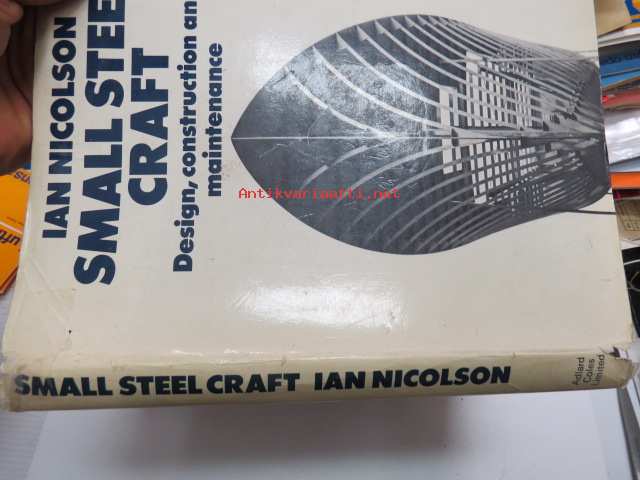 IAN NICOLSON
SMALL STEE
CRAFT
Design, construction an
maintenance
Antikvariaatti.net
SMALL STEEL CRAFT IAN NICOLSON
Adlard
Coles
Limited